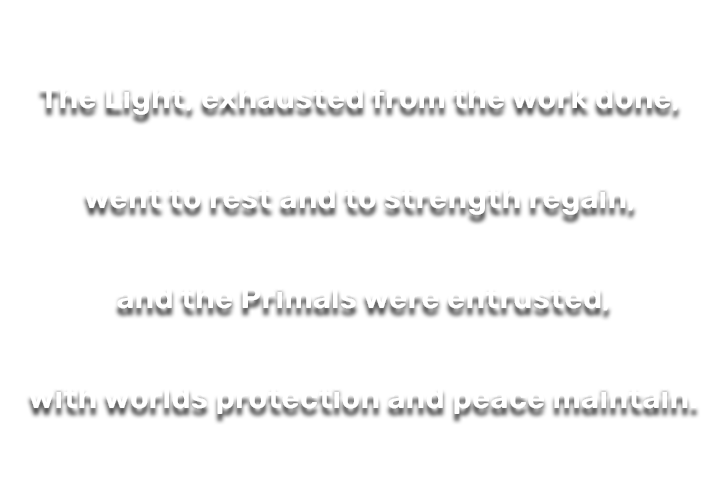 The Light, exhausted from the work done,
went to rest and to strength regain,
and the Primals were entrusted,
with worlds protection and peace maintain.